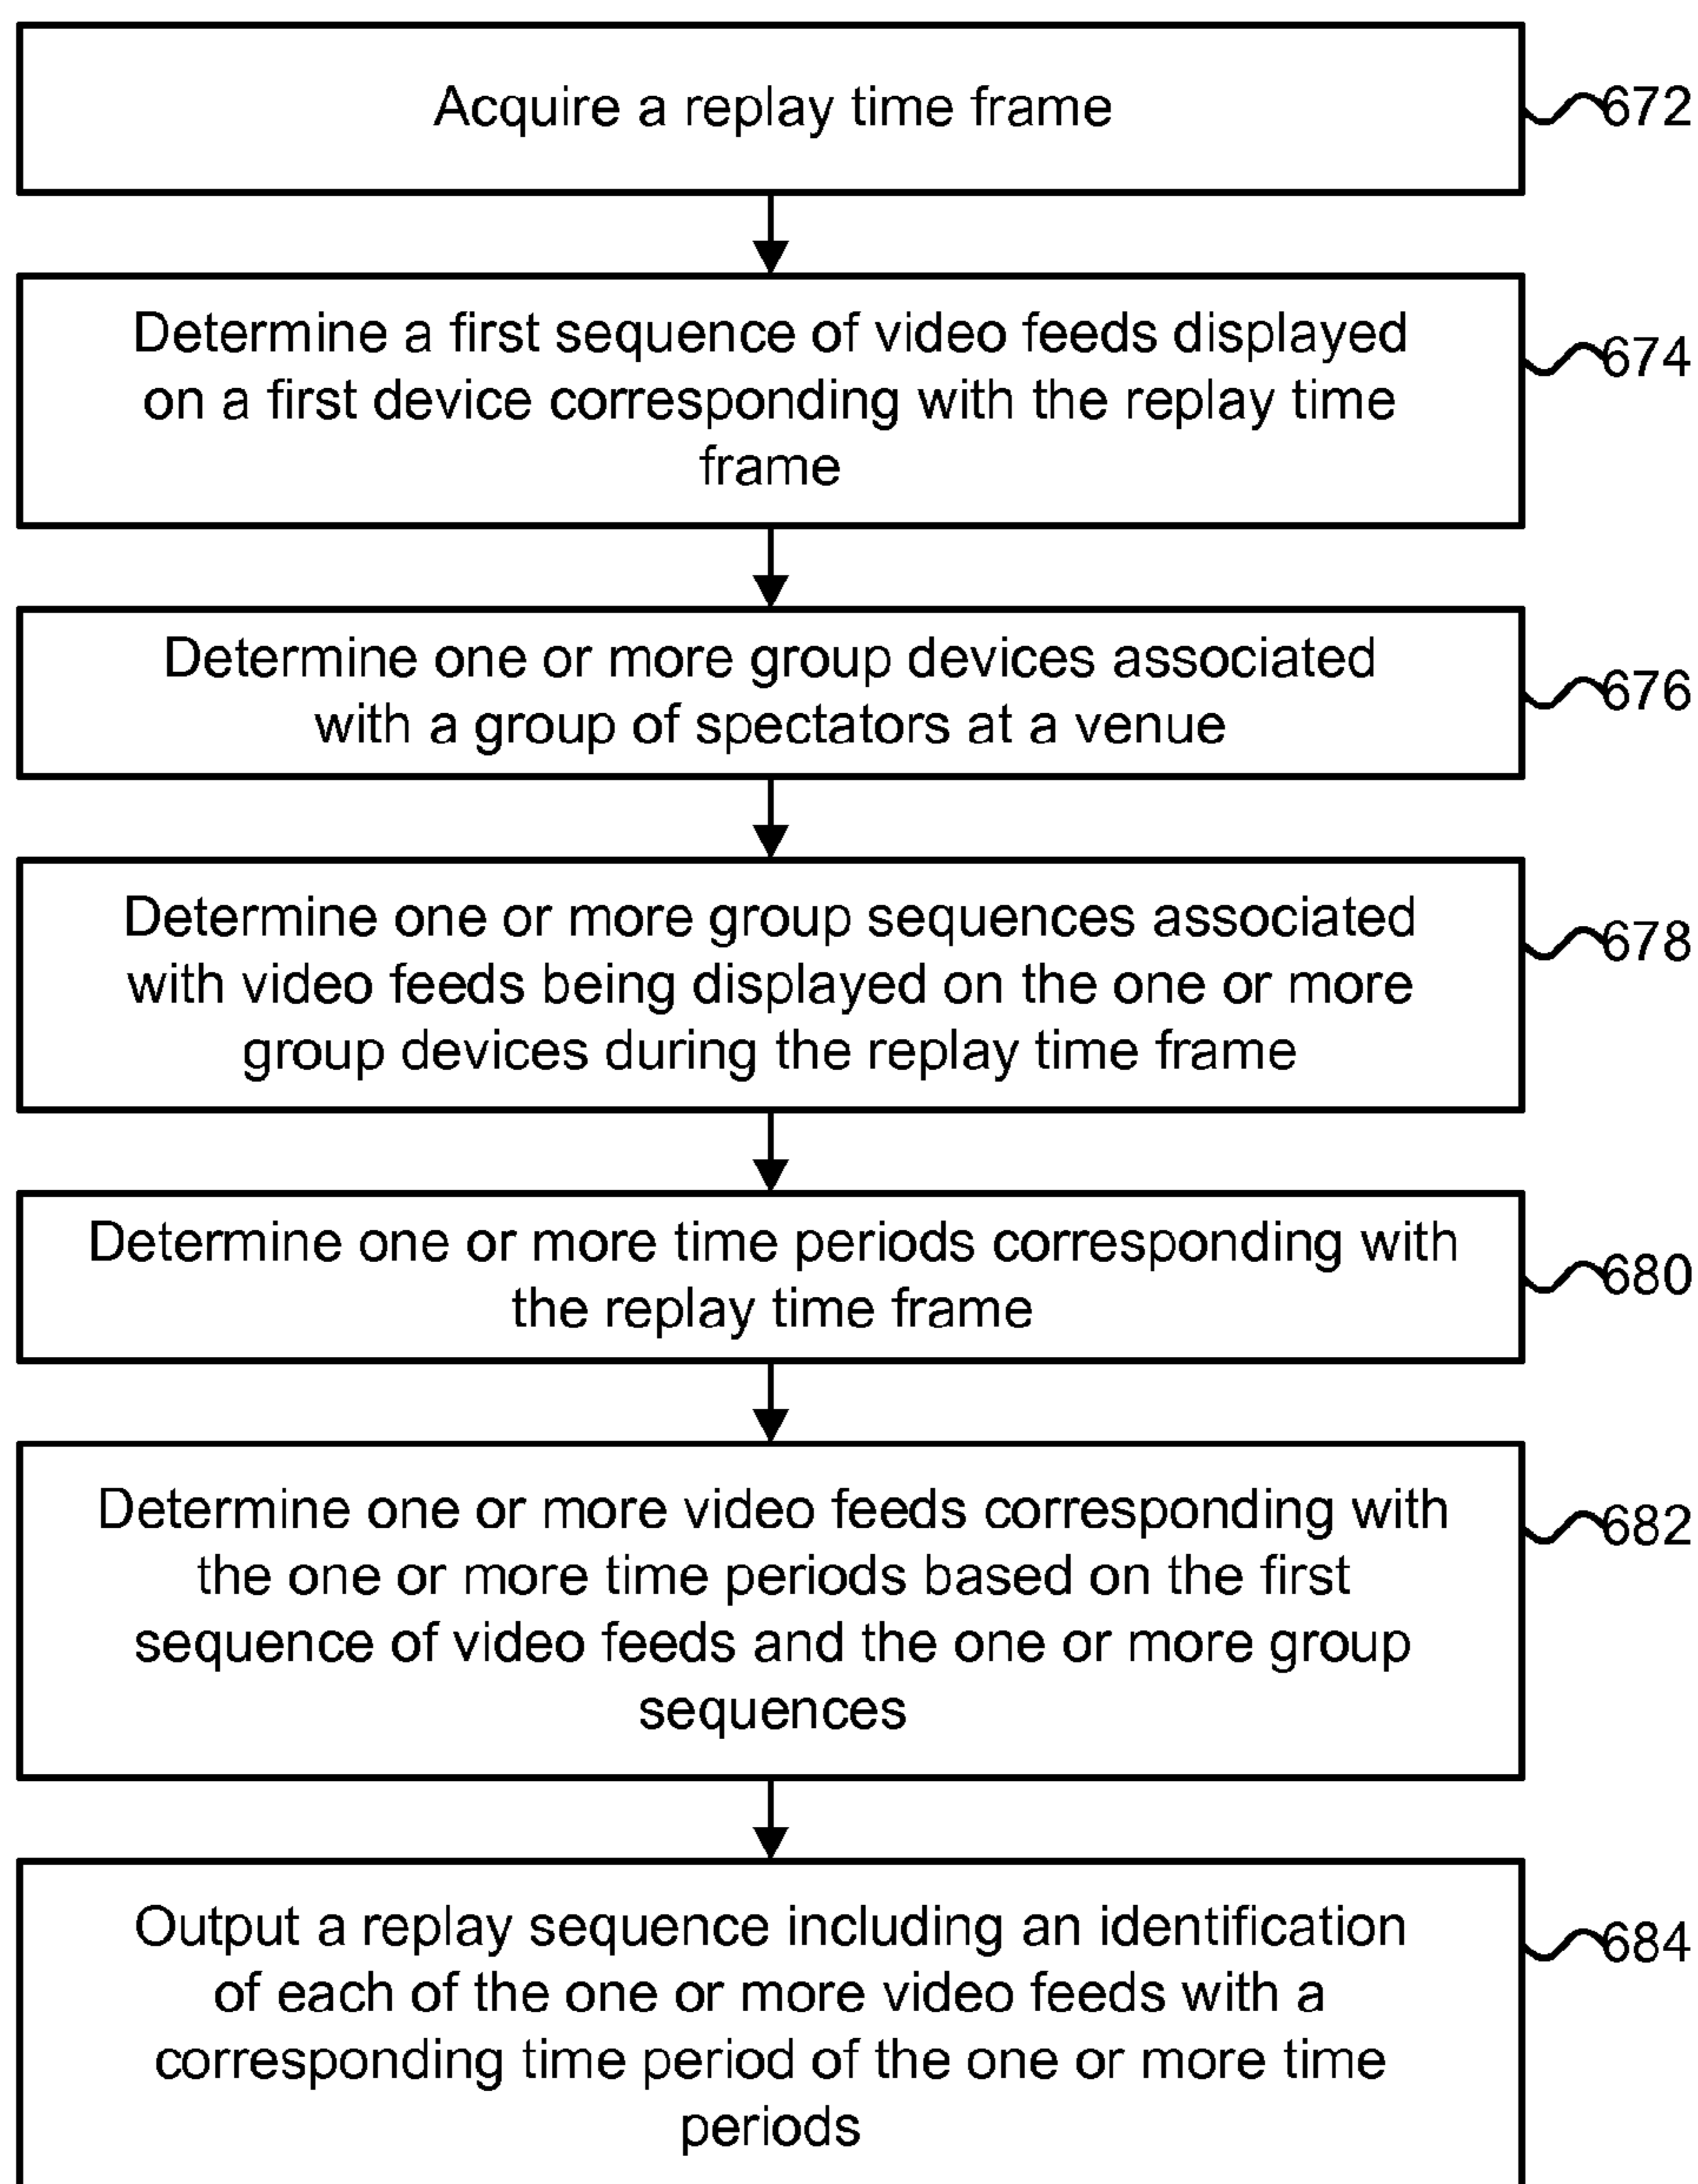 Acquire a replay time frame
672
Determine a first sequence of video feeds displayed
on a first device corresponding with the replay time
frame
674
Determine one or more group devices associated
with a group of spectators at a venue
676
Determine one or more group sequences associated
with video feeds being displayed on the one or more
group devices during the replay time frame
678
Determine one or more time periods corresponding with
the replay time frame
680
Determine one or more video feeds corresponding with
the one or more time periods based on the first
sequence of video feeds and the one or more group
sequences
682
Output a replay sequence including an identification
of each of the one or more video feeds with a
corresponding time period of the one or more time
periods
684